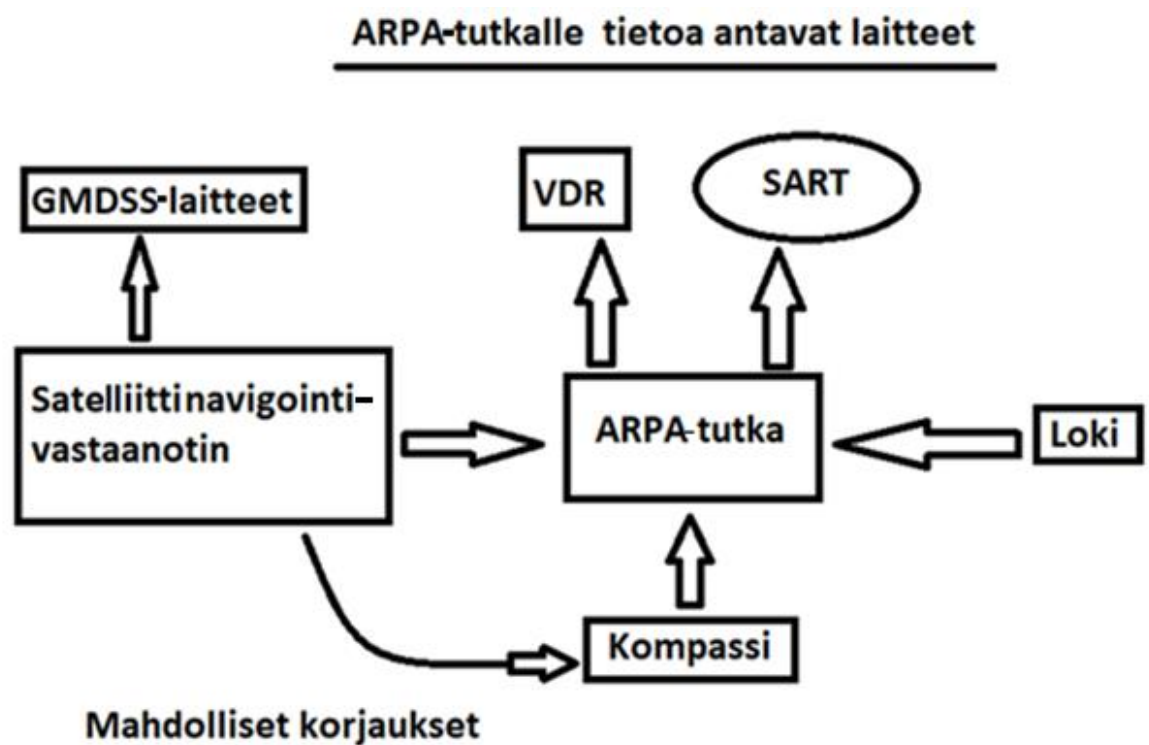 ARPA-tutkalle tietoa antavat laitteet
GMDSS-laitteet
VDR
SART
Satelliittinavigointi-
vastaanotin
ARPA-tutka
Loki
Kompassi
Mahdolliset korjaukset